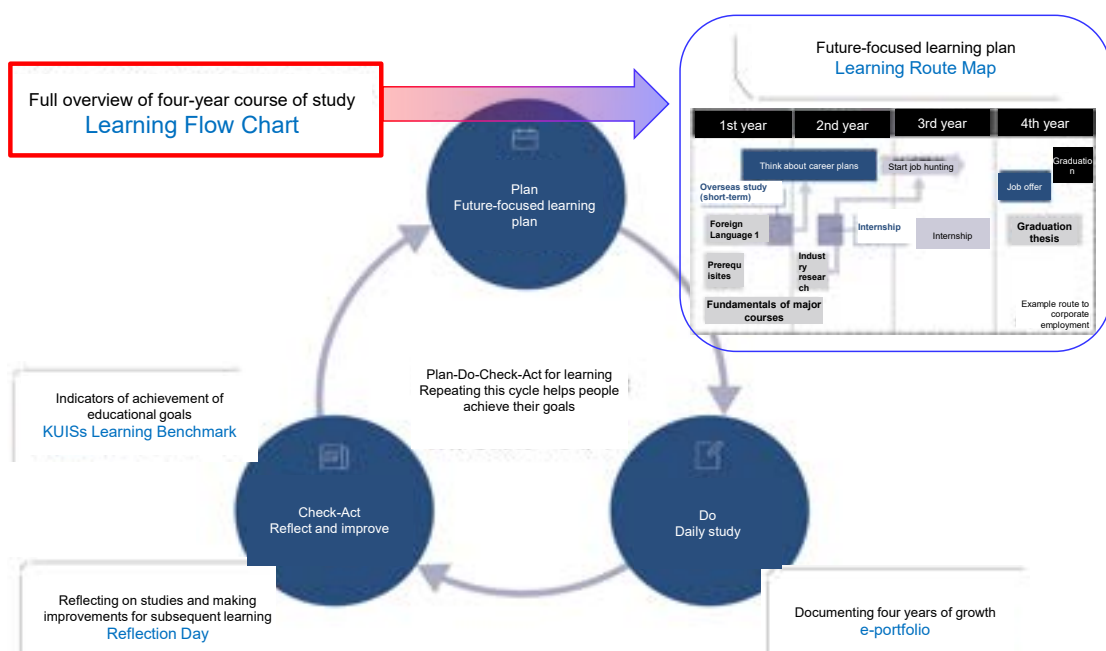 Full overview of four-year course of study
Learning Flow Chart
Future-focused learning plan
Learning Route Map
1st year
2nd year
3rd year
4th year
Think about career plans
Start job hunting
Graduatio
n
Job offer
Overseas study
(short-term)
Foreign
Language 1
Internship
Internship
Graduation
thesis
Prerequ
isites
Indust
ry
resear
ch
Fundamentals of major
courses
Example route to
corporate
employment
Plan
Future-focused learning
plan
Plan-Do-Check-Act for learning
Repeating this cycle helps people
achieve their goals
Indicators of achievement of
educational goals
KUISs Learning Benchmark
Check-Act
Reflect and improve
Do
Daily study
Reflecting on studies and making
improvements for subsequent learning
Reflection Day
Documenting four years of growth
e-portfolio